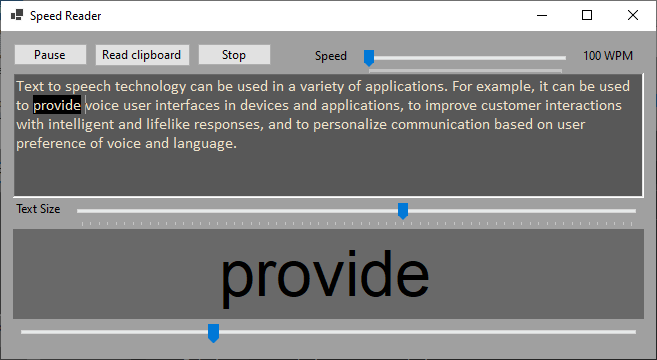 Speed Reader
Pause Read clipboard Stop Speed 100 WPM
Text to speech technology can be used in a variety of applications. For example, it can be used
to provide voice user interfaces in devices and applications, to improve customer interactions
with intelligent and lifelike responses, and to personalize communication based on user
preference of voice and language.
Text Size
provide